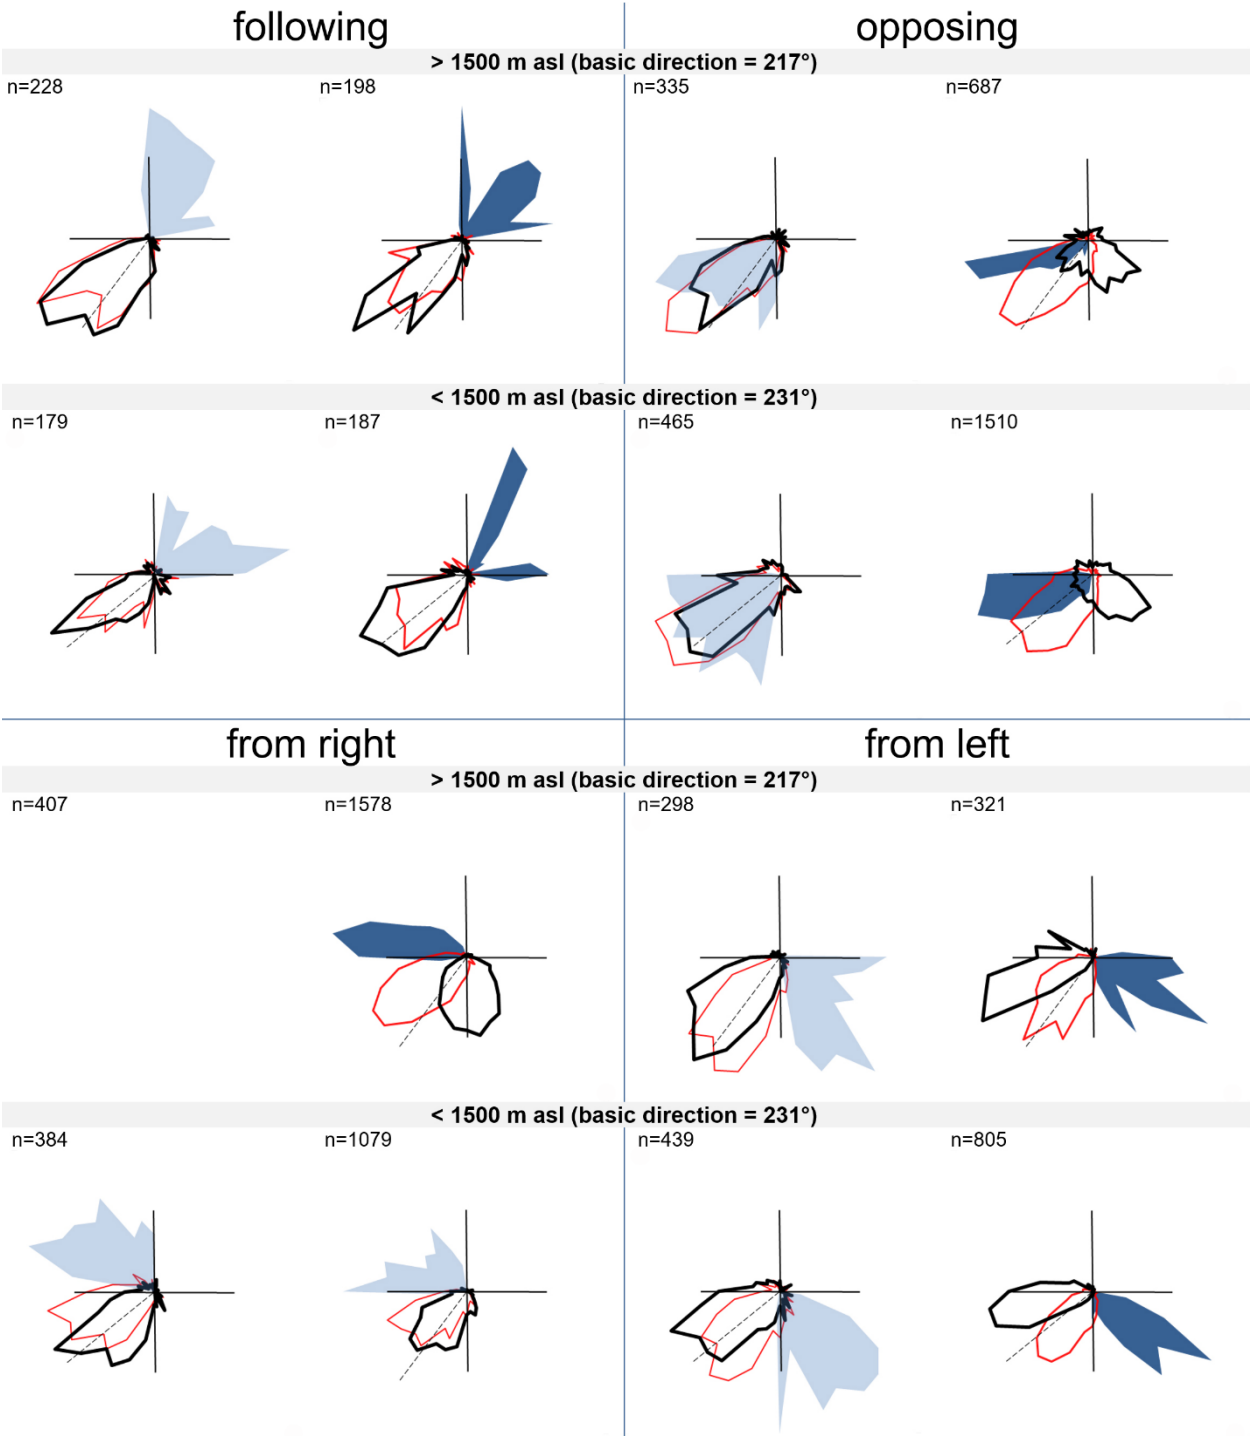 following opposing
> 1500 m asl (basic direction = 217°)
n=228 n=198 n=335 n=687
< 1500 m asl (basic direction = 231°)
n=179 n=187 n=465 n=1510
from right from left
> 1500 m asl (basic direction = 217°)
n=407 n=1578 n=298 n=321
< 1500 m asl (basic direction = 231°)
n=384 n=1079 n=439 n=805